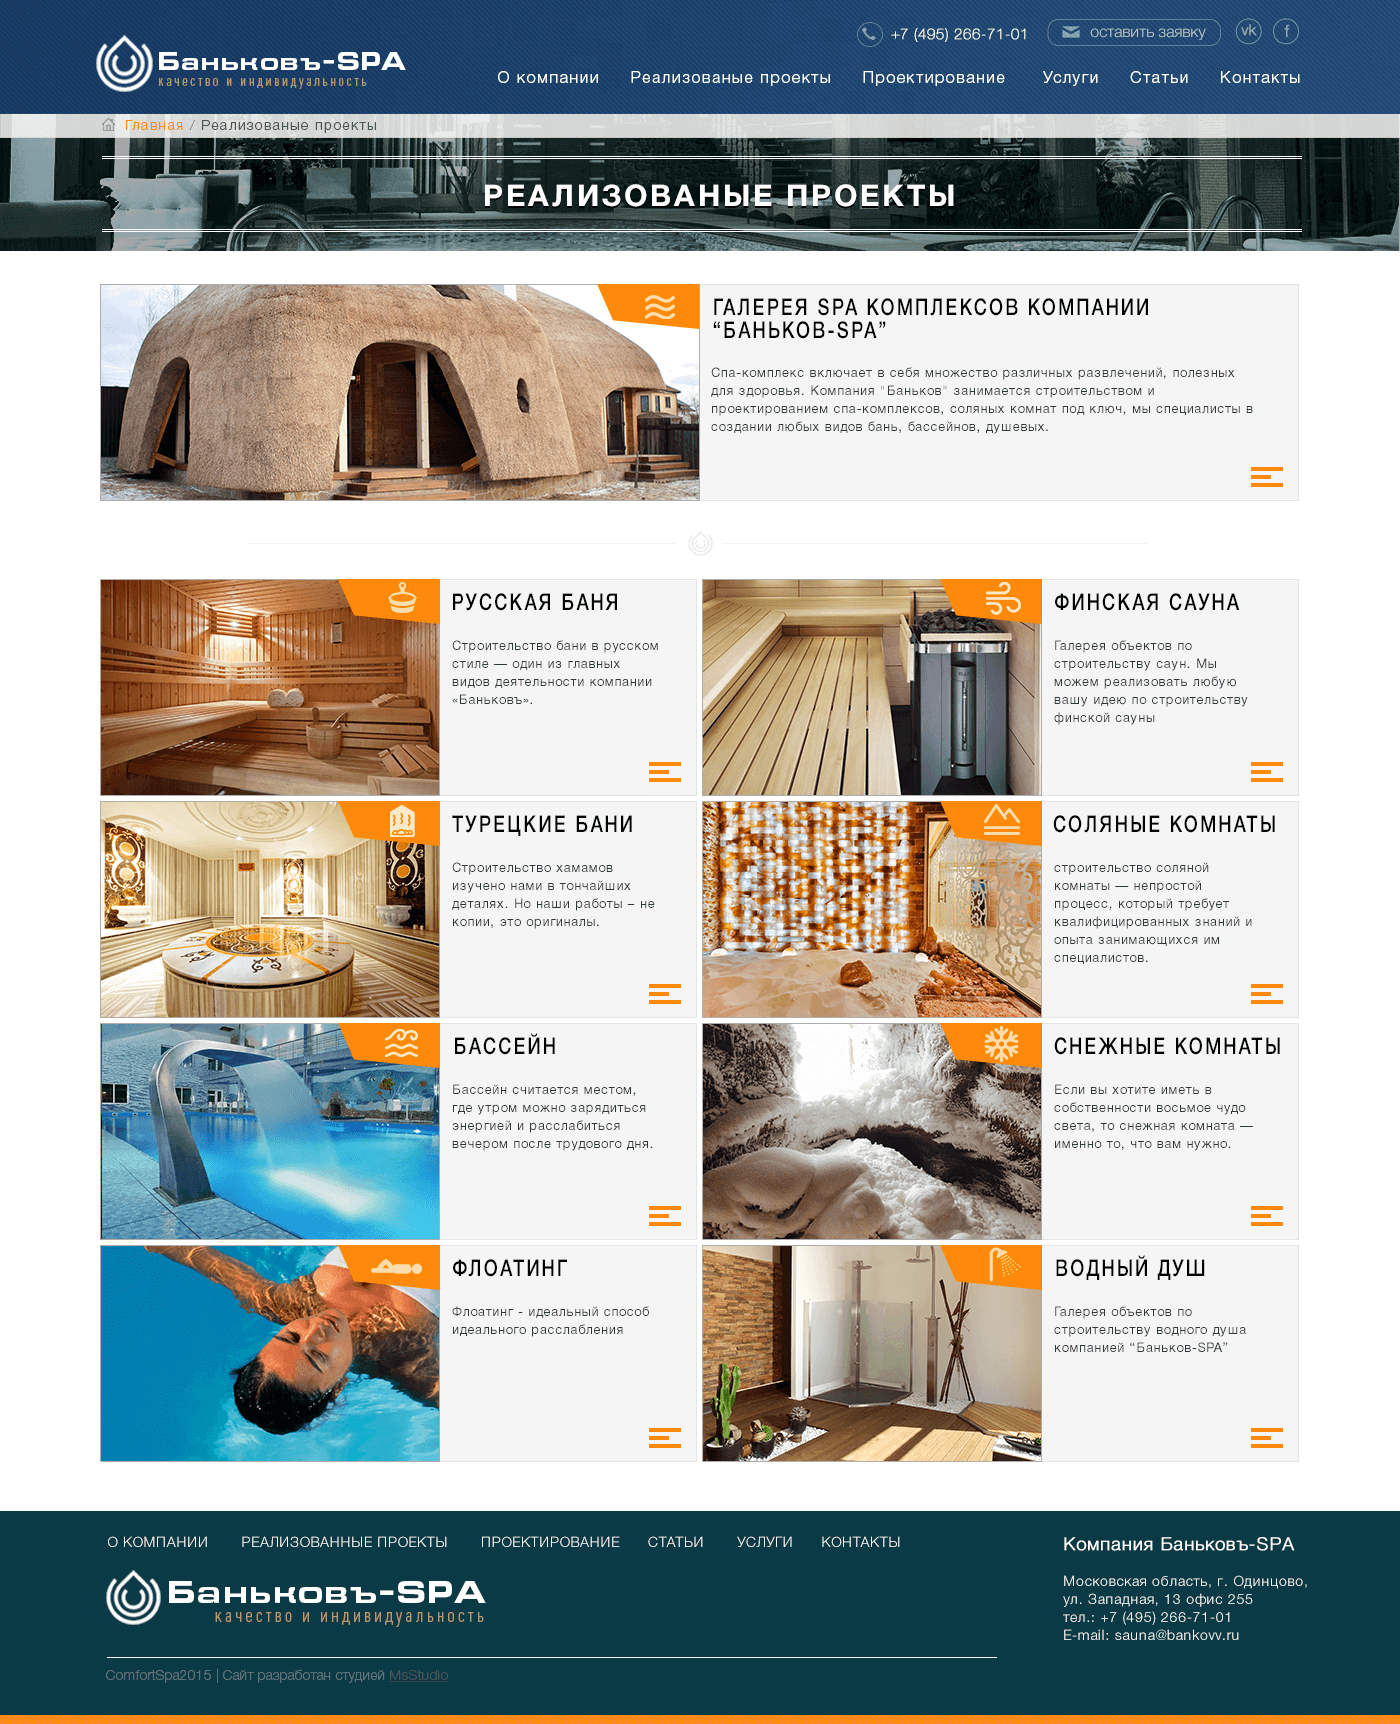 Баньковъ-SPA
качество и индивидуальность
+7 (495) 266-71-01
оставить заявку
vk
f
О компании Реализованые проекты Проектирование Услуги Статьи Контакты
Главная / Реализованые проекты
РЕАЛИЗОВАНЫЕ ПРОЕКТЫ
ГАЛЕРЕЯ SPA КОМПЛЕКСОВ КОМПАНИИ
“БАНЬКОВ-SPA”
Спа-комплекс включает в себя множество различных развлечений, полезных
для здоровья. Компания "Баньков" занимается строительством и
проектированием спа-комплексов, соляных комнат под ключ, мы специалисты в
создании любых видов бань, бассейнов, душевых.
РУССКАЯ БАНЯ
Строительство бани в русском
стиле — один из главных
видов деятельности компании
«Баньковъ».
ФИНСКАЯ САУНА
Галерея объектов по
строительству саун. Мы
можем реализовать любую
вашу идею по строительству
финской сауны
ТУРЕЦКИЕ БАНИ
Строительство хамамов
изучено нами в тончайших
деталях. Но наши работы – не
копии, это оригиналы.
СОЛЯНЫЕ КОМНАТЫ
строительство соляной
комнаты — непростой
процесс, который требует
квалифицированных знаний и
опыта занимающихся им
специалистов.
БАССЕЙН
Бассейн считается местом,
где утром можно зарядиться
энергией и расслабиться
вечером после трудового дня.
СНЕЖНЫЕ КОМНАТЫ
Если вы хотите иметь в
собственности восьмое чудо
света, то снежная комната —
именно то, что вам нужно.
ФЛОАТИНГ
Флоатинг - идеальный способ
идеального расслабления
ВОДНЫЙ ДУШ
Галерея объектов по
строительству водного душа
компанией “Баньков-SPA”
О КОМПАНИИ РЕАЛИЗОВАННЫЕ ПРОЕКТЫ ПРОЕКТИРОВАНИЕ СТАТЬИ УСЛУГИ КОНТАКТЫ
Баньковъ-SPA
качество и индивидуальность
Компания Баньковъ-SPA
Московская область, г. Одинцово,
ул. Западная, 13 офис 255
тел.: +7 (495) 266-71-01
E-mail: sauna@bankovv.ru
ComfortSpa2015 | Сайт разработан студией MsStudio